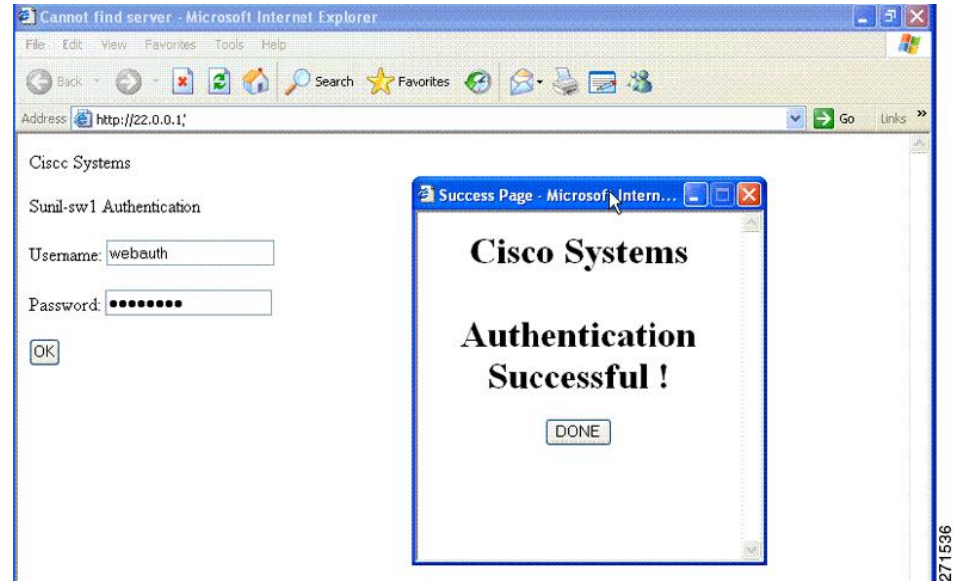 Cannot find server - Microsoft Internet Explorer
File Edit View Favorites Tools Help
Back Search Favorites
Address http://22.0.0.1/ Go Links »
Cisco Systems
Sunil-sw1 Authentication
Username: webauth
Password: ●●●●●●●●
OK
Success Page - Microsoft Intern...
Cisco Systems
Authentication
Successful !
DONE
271536